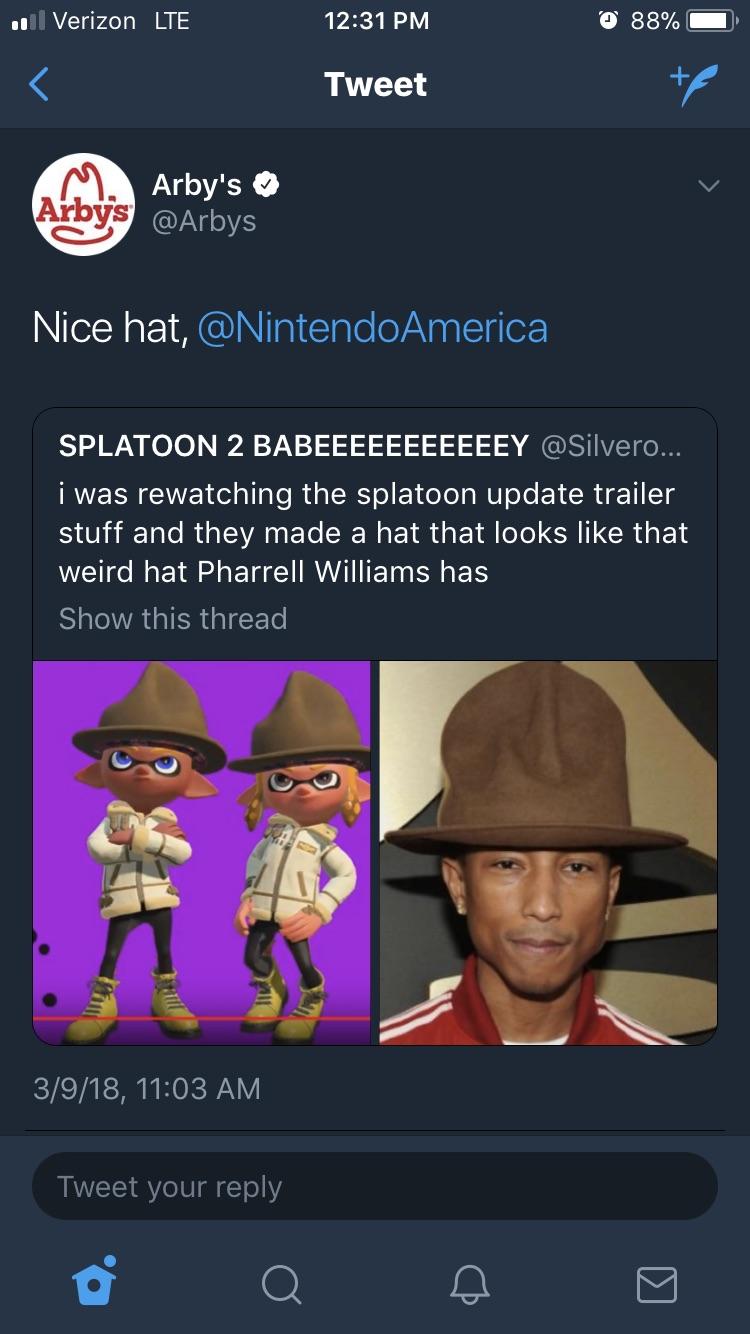 Verizon LTE 12:31 PM 88%
Tweet
Arby's
Arby's
@Arbys
Nice hat, @NintendoAmerica
SPLATOON 2 BABEEEEEEEEEEEY @Silvero...
i was rewatching the splatoon update trailer
stuff and they made a hat that looks like that
weird hat Pharrell Williams has
Show this thread
3/9/18, 11:03 AM
Tweet your reply